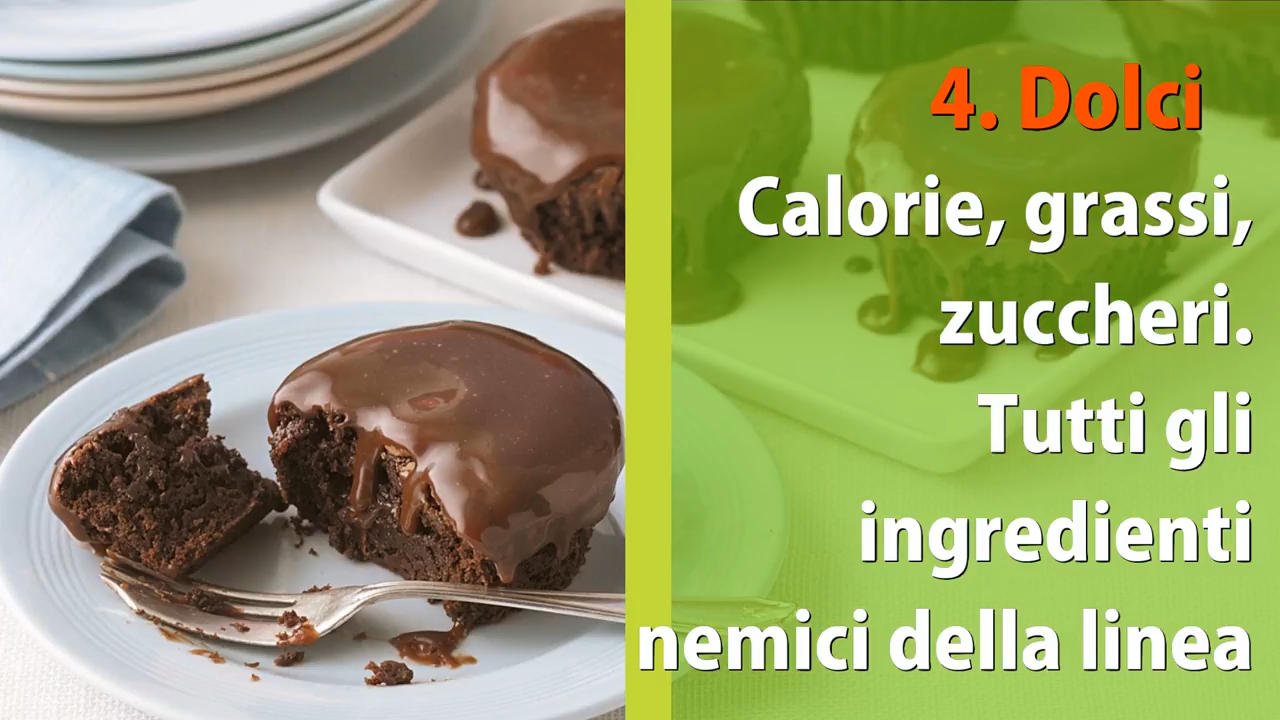 4. Dolci
Calorie, grassi,
zuccheri.
Tutti gli
ingredienti
nemici della linea